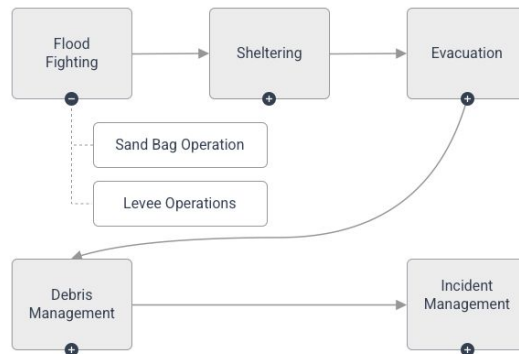 Flood
Fighting
Sheltering
Evacuation
Sand Bag Operation
Levee Operations
Debris
Management
Incident
Management